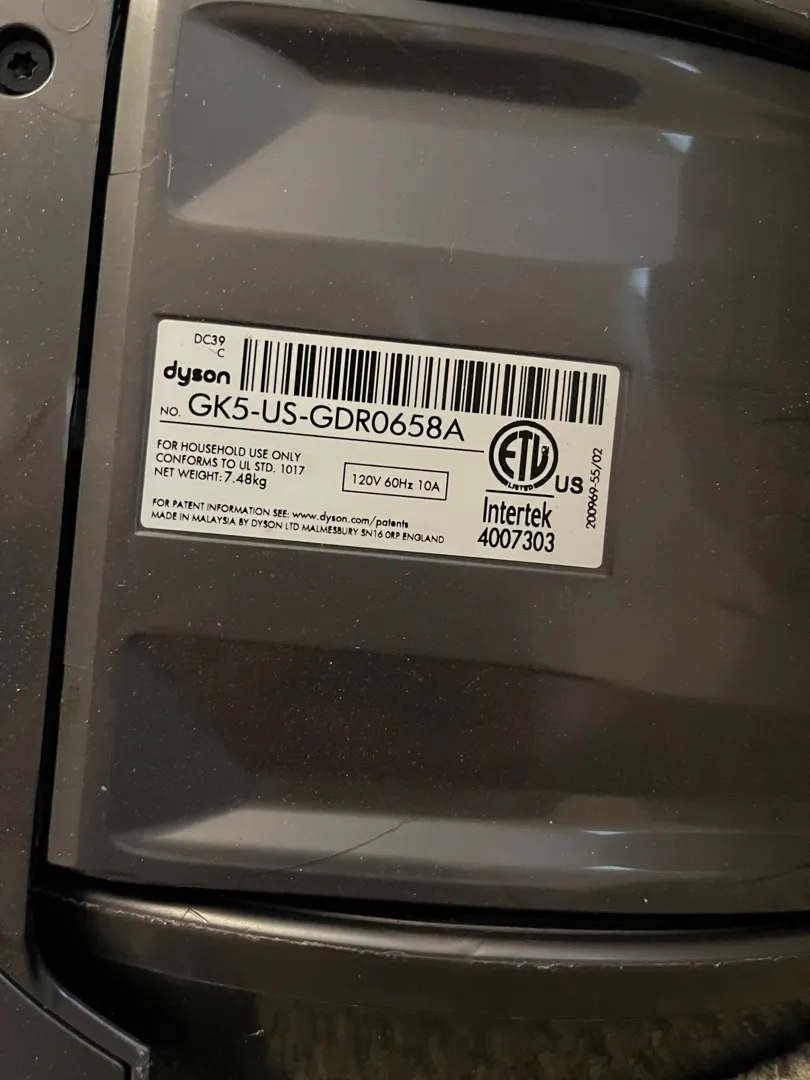 DC39
C
dyson
NO. GK5-US-GDR0658A
FOR HOUSEHOLD USE ONLY
CONFORMS TO UL STD. 1017
NET WEIGHT: 7.48kg
120V 60Hz 10A
FOR PATENT INFORMATION SEE: www.dyson.com/patents
MADE IN MALAYSIA BY DYSON LTD MALMESBURY SN16 0RP ENGLAND
ETL
LISTED
US
Intertek
4007303
200969-55/02